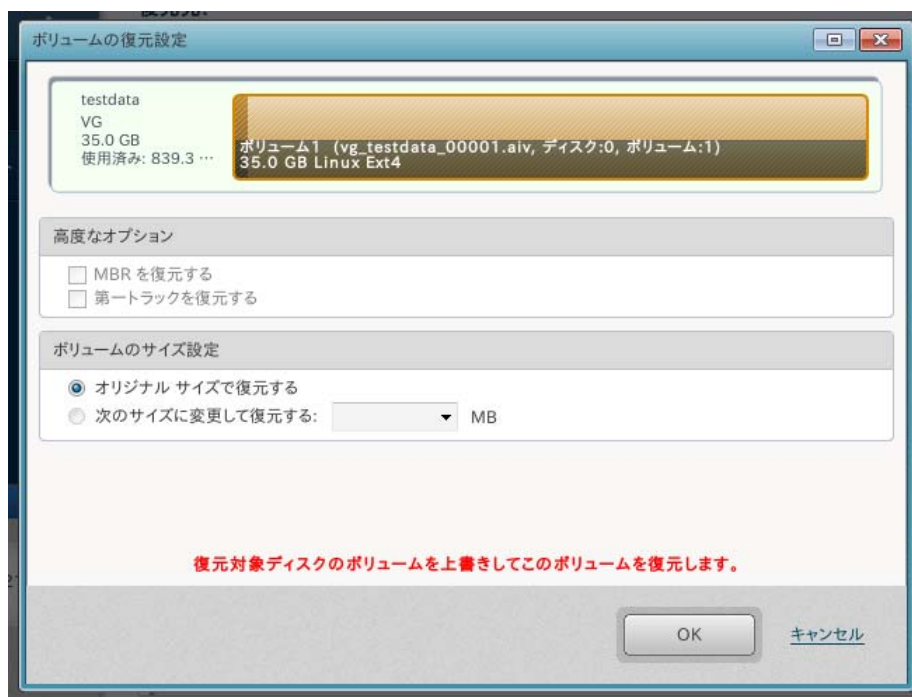 ボリュームの復元設定
testdata
VG
35.0 GB
使用済み: 839.3 …
ボリューム1 (vg_testdata_00001.aiv, ディスク:0, ボリューム:1)
35.0 GB Linux Ext4
高度なオプション
MBR を復元する
第一トラックを復元する
ボリュームのサイズ設定
オリジナル サイズで復元する
次のサイズに変更して復元する:
MB
復元対象ディスクのボリュームを上書きしてこのボリュームを復元します。
OK
キャンセル